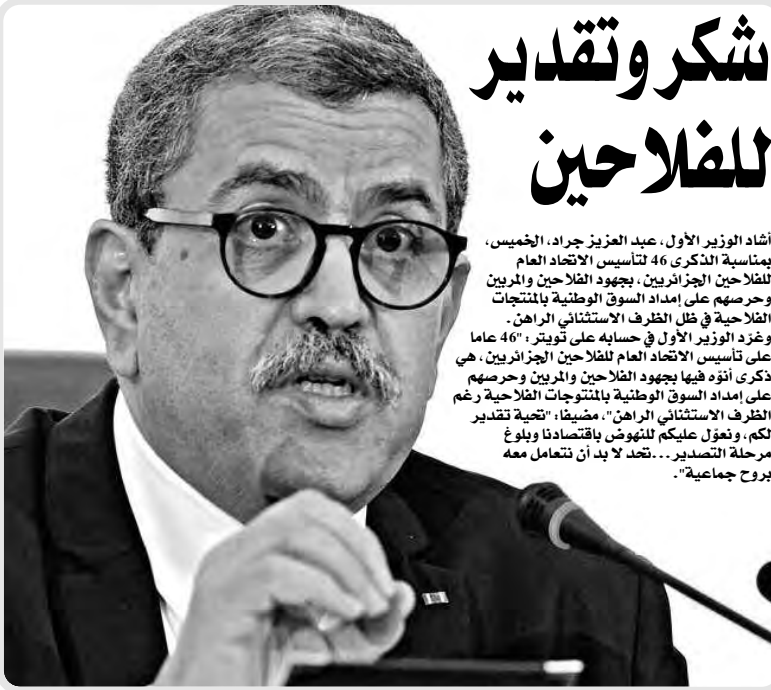 شكر وتقدير
للفلاحين
أشاد الوزير الأول، عبد العزيز جراد، الخميس،
بمناسبة الذكرى 46 لتأسيس الاتحاد العام
للفلاحين الجزائريين، بجهود الفلاحين والمربين
وحرصهم على إمداد السوق الوطنية بالمنتجات
الفلاحية في ظل الظرف الاستثنائي الراهن.
وغرّد الوزير الأول في حسابه على تويتر: "46 عاما
على تأسيس الاتحاد العام للفلاحين الجزائريين، هي
ذكرى أنوّه فيها بجهود الفلاحين والمربين وحرصهم
على إمداد السوق الوطنية بالمنتوجات الفلاحية رغم
الظرف الاستثنائي الراهن"، مضيفا: "تحية تقدير
لكم، ونعوّل عليكم للنهوض باقتصادنا وبلوغ
مرحلة التصدير...تحد لا بد أن نتعامل معه
بروح جماعية".